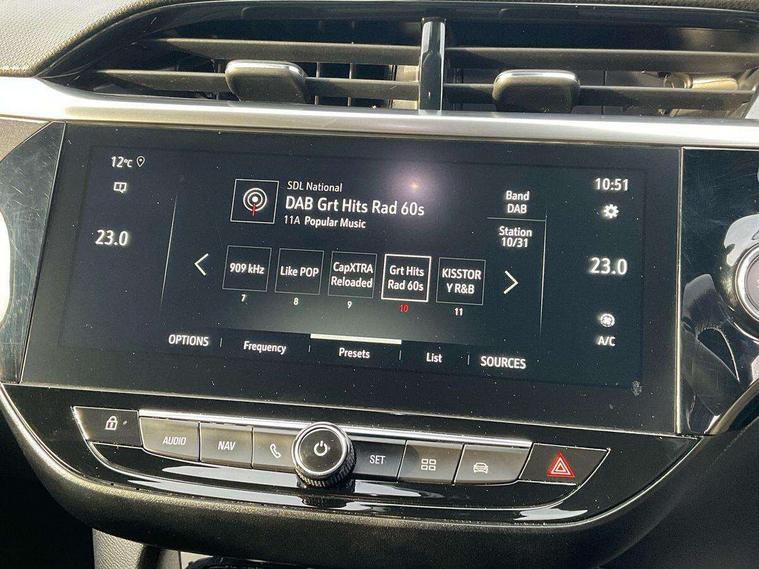 12°C
10:51
SDL National
DAB Grt Hits Rad 60s
11A Popular Music
Band
DAB
Station
10/31
23.0
23.0
909 kHz
Like POP
CapXTRA
Reloaded
Grt Hits
Rad 60s
KISSTOR
Y R&B
7
8
9
10
11
A/C
OPTIONS
Frequency
Presets
List
SOURCES
AUDIO
NAV
SET